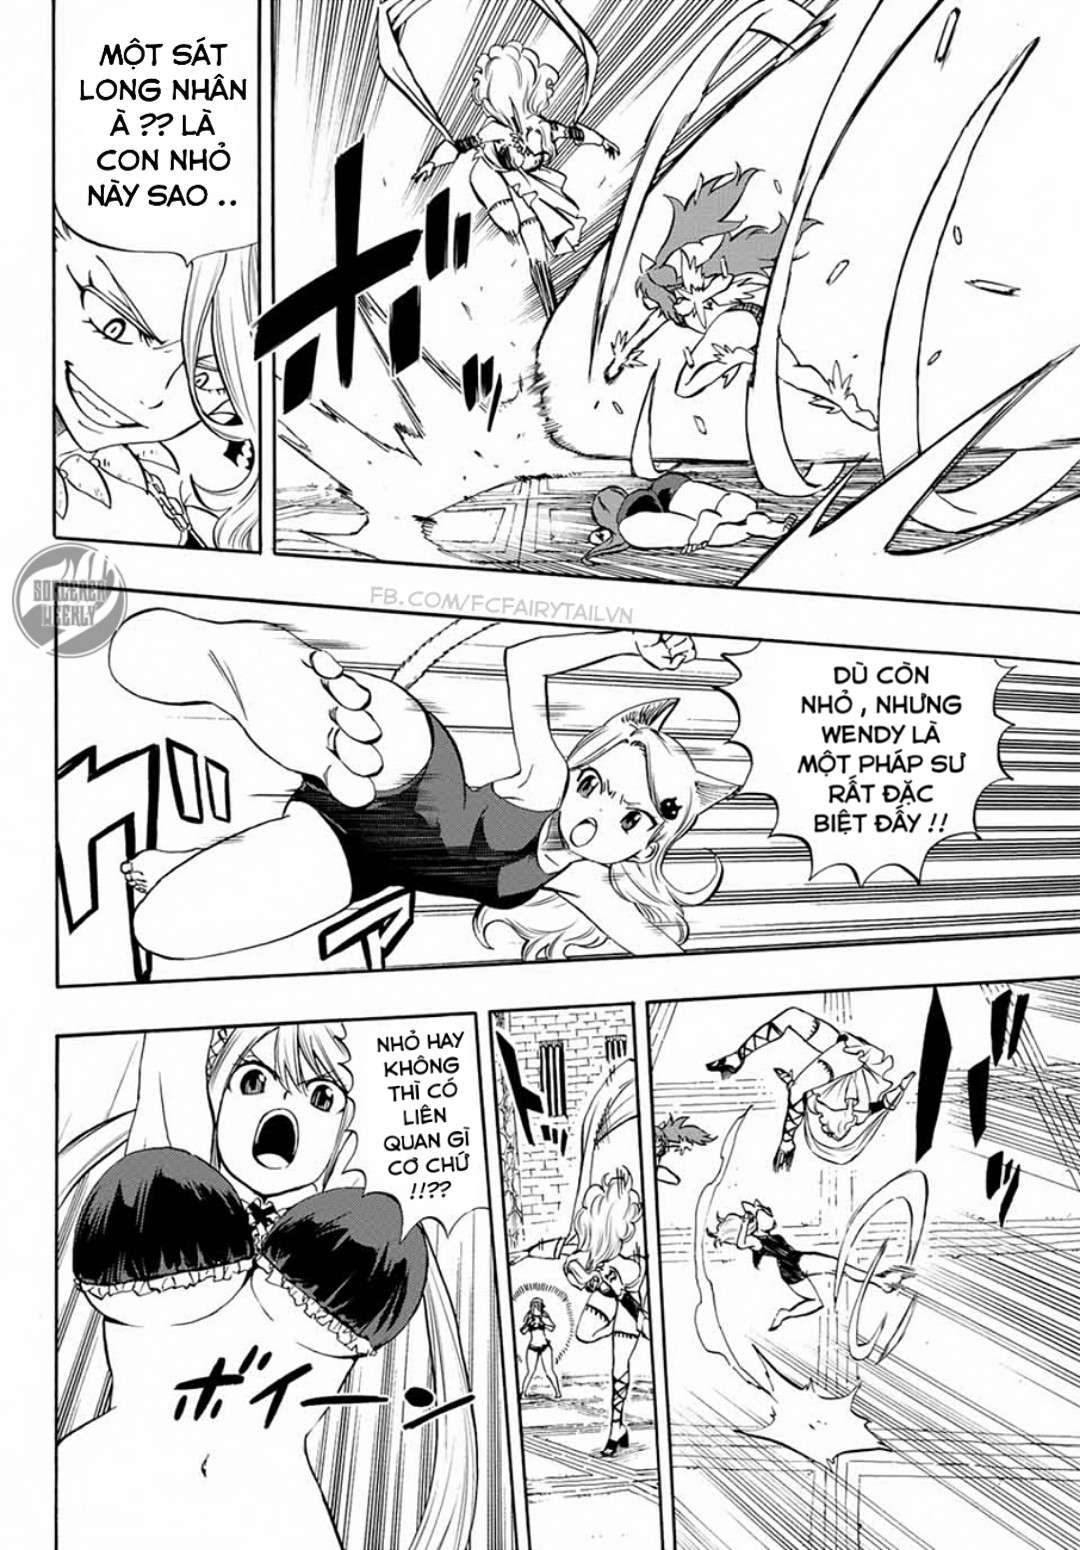 MỘT SÁT
LONG NHÂN
À ?? LÀ
CON NHỎ
NÀY SAO ..
SORCERER
WEEKLY
FB.COM/FCFAIRYTAILVN
DÙ CÒN
NHỎ , NHƯNG
WENDY LÀ
MỘT PHÁP SƯ
RẤT ĐẶC
BIỆT ĐẤY !!
NHỎ HAY
KHÔNG
THÌ CÓ
LIÊN
QUAN GÌ
CƠ CHỨ
!!??
ボイーン